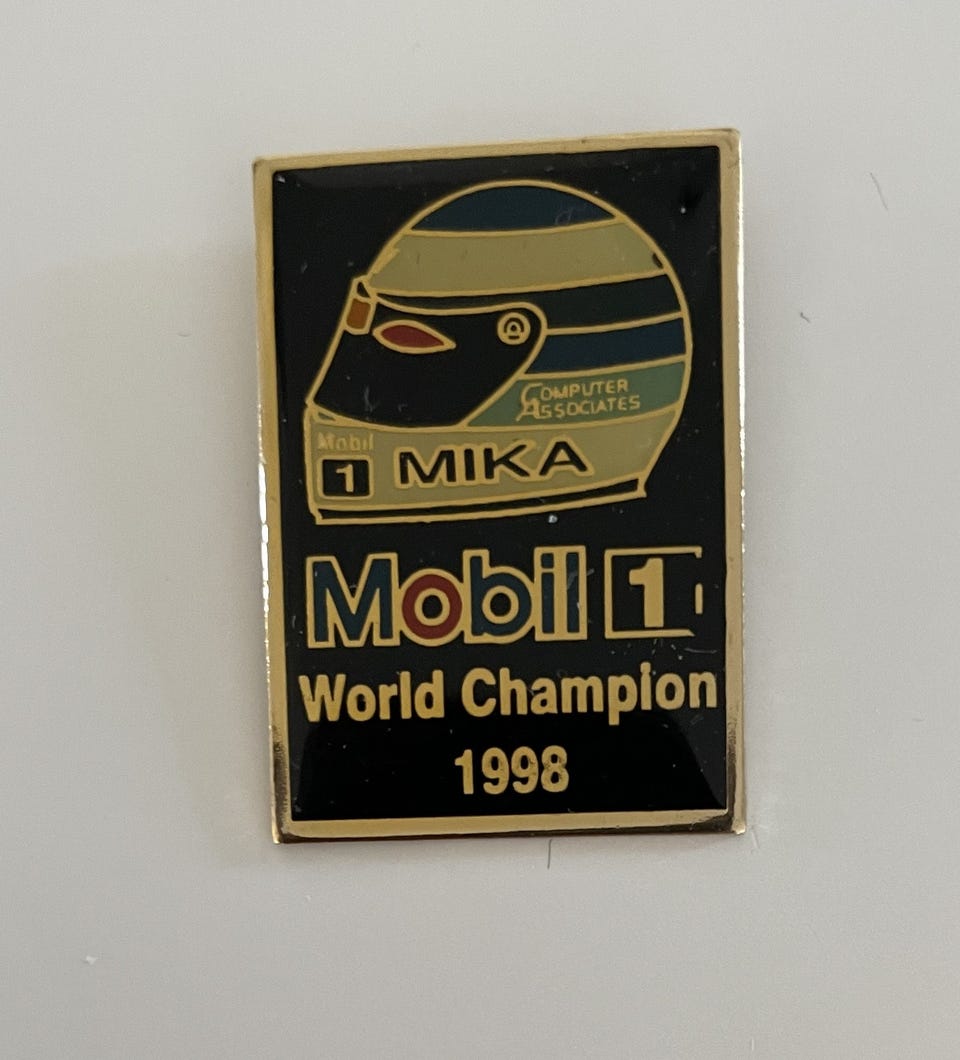 COMPUTER
ASSOCIATES
Mobil
1 MIKA
Mobil 1
World Champion
1998